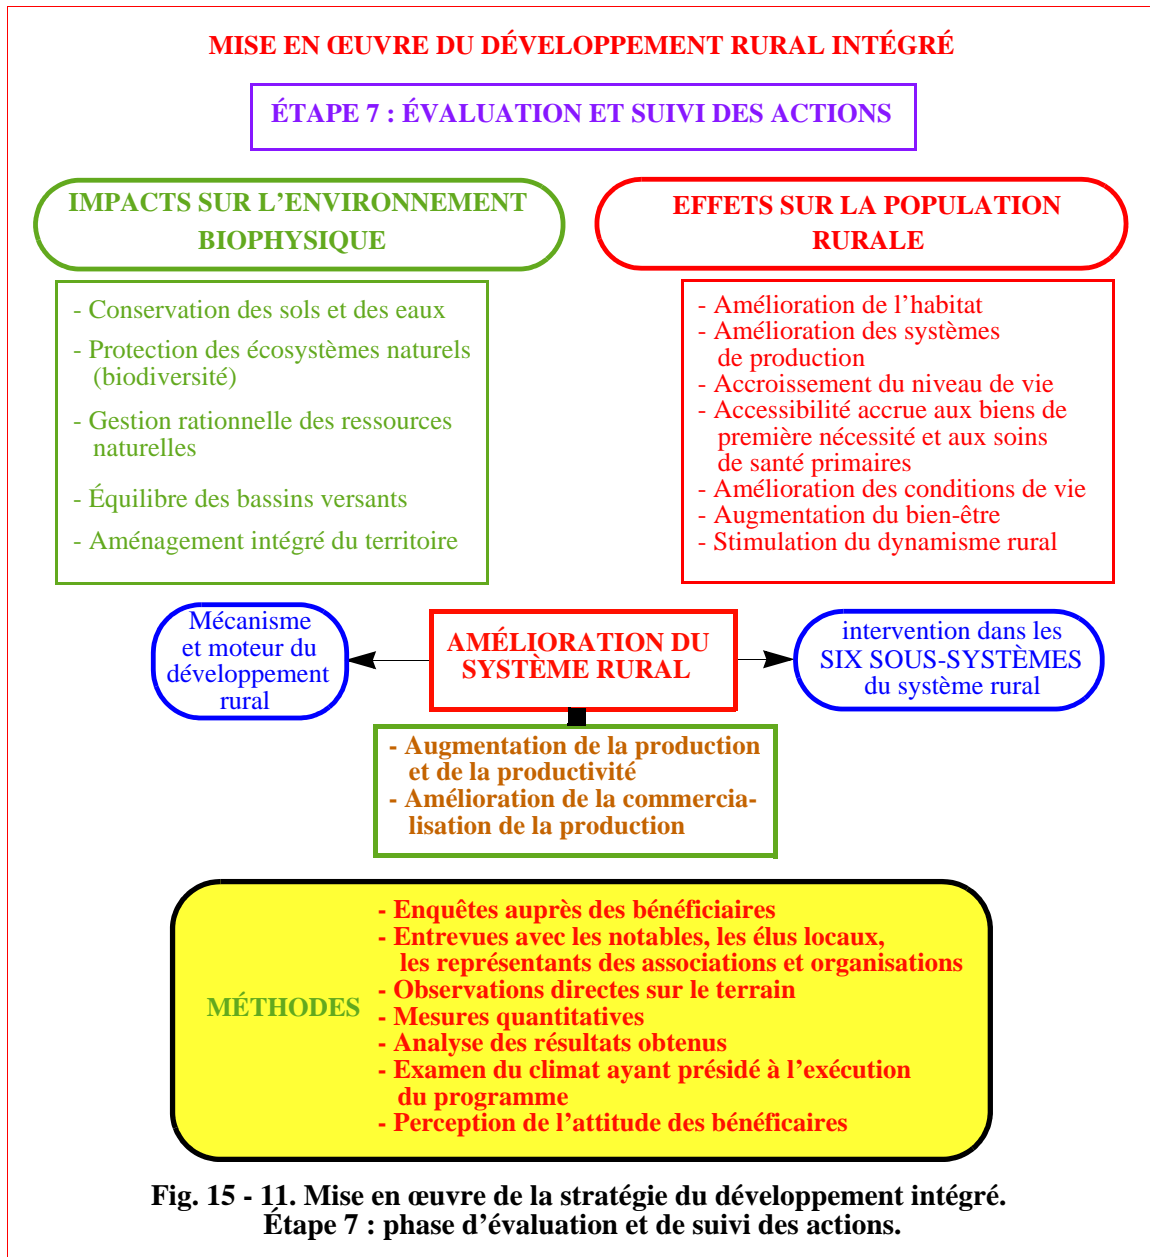 MISE EN ŒUVRE DU DÉVELOPPEMENT RURAL INTÉGRÉ
ÉTAPE 7 : ÉVALUATION ET SUIVI DES ACTIONS
IMPACTS SUR L’ENVIRONNEMENT
BIOPHYSIQUE
- Conservation des sols et des eaux
- Protection des écosystèmes naturels
(biodiversité)
- Gestion rationnelle des ressources
naturelles
- Équilibre des bassins versants
- Aménagement intégré du territoire
EFFETS SUR LA POPULATION
RURALE
- Amélioration de l’habitat
- Amélioration des systèmes
de production
- Accroissement du niveau de vie
- Accessibilité accrue aux biens de
première nécessité et aux soins
de santé primaires
- Amélioration des conditions de vie
- Augmentation du bien-être
- Stimulation du dynamisme rural
Mécanisme
et moteur du
développement
rural
AMÉLIORATION DU
SYSTÈME RURAL
intervention dans les
SIX SOUS-SYSTÈMES
du système rural
- Augmentation de la production
et de la productivité
- Amélioration de la commercia-
lisation de la production
MÉTHODES
- Enquêtes auprès des bénéficiaires
- Entrevues avec les notables, les élus locaux,
les représentants des associations et organisations
- Observations directes sur le terrain
- Mesures quantitatives
- Analyse des résultats obtenus
- Examen du climat ayant présidé à l’exécution
du programme
- Perception de l’attitude des bénéficaires
Fig. 15 - 11. Mise en œuvre de la stratégie du développement intégré.
Étape 7 : phase d’évaluation et de suivi des actions.